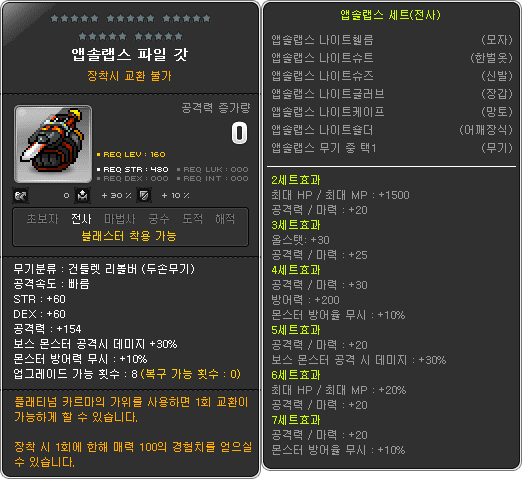 앱솔랩스 파일 갓
장착시 교환 불가
공격력 증가량
0
REQ LEV : 160
REQ STR : 480
REQ LUK : 000
REQ DEX : 000
REQ INT : 000
0
+ 30 %
+ 10 %
초보자 전사 마법사 궁수 도적 해적
블래스터 착용 가능
무기분류 : 건틀렛 리볼버 (두손무기)
공격속도 : 빠름
STR : +60
DEX : +60
공격력 : +154
보스 몬스터 공격시 데미지 +30%
몬스터 방어력 무시 : +10%
업그레이드 가능 횟수 : 8 (복구 가능 횟수 : 0)
플래티넘 카르마의 가위를 사용하면 1회 교환이
가능하게 할 수 있습니다.
장착 시 1회에 한해 매력 100의 경험치를 얻으실
수 있습니다.
앱솔랩스 세트(전사)
앱솔랩스 나이트헬름 (모자)
앱솔랩스 나이트슈트 (한벌옷)
앱솔랩스 나이트슈즈 (신발)
앱솔랩스 나이트글러브 (장갑)
앱솔랩스 나이트케이프 (망토)
앱솔랩스 나이트숄더 (어깨장식)
앱솔랩스 무기 중 택1 (무기)
2세트효과
최대 HP / 최대 MP : +1500
공격력 / 마력 : +20
3세트효과
올스탯: +30
공격력 / 마력 : +25
4세트효과
공격력 / 마력 : +30
방어력 : +200
몬스터 방어율 무시 : +10%
5세트효과
공격력 / 마력 : +20
보스 몬스터 공격 시 데미지 : +30%
6세트효과
최대 HP / 최대 MP : +20%
공격력 / 마력 : +20
7세트효과
공격력 / 마력 : +20
몬스터 방어율 무시 : +10%